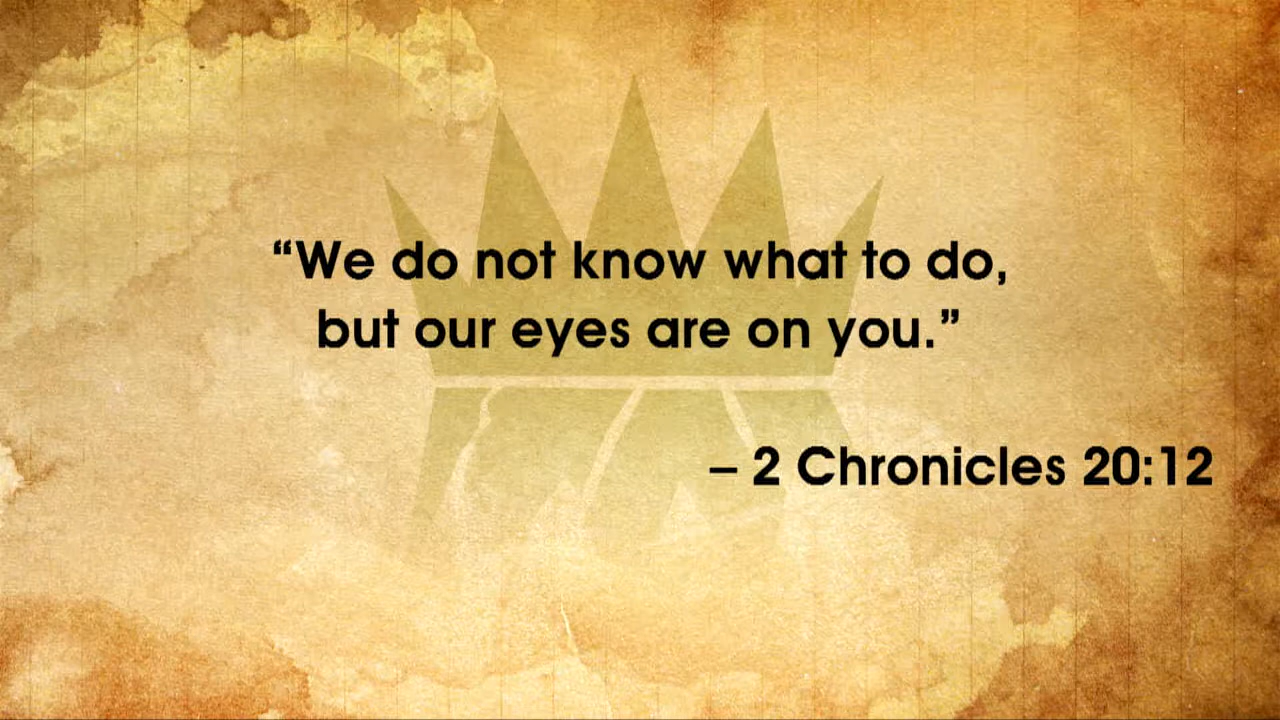 “We do not know what to do,
but our eyes are on you.”
– 2 Chronicles 20:12